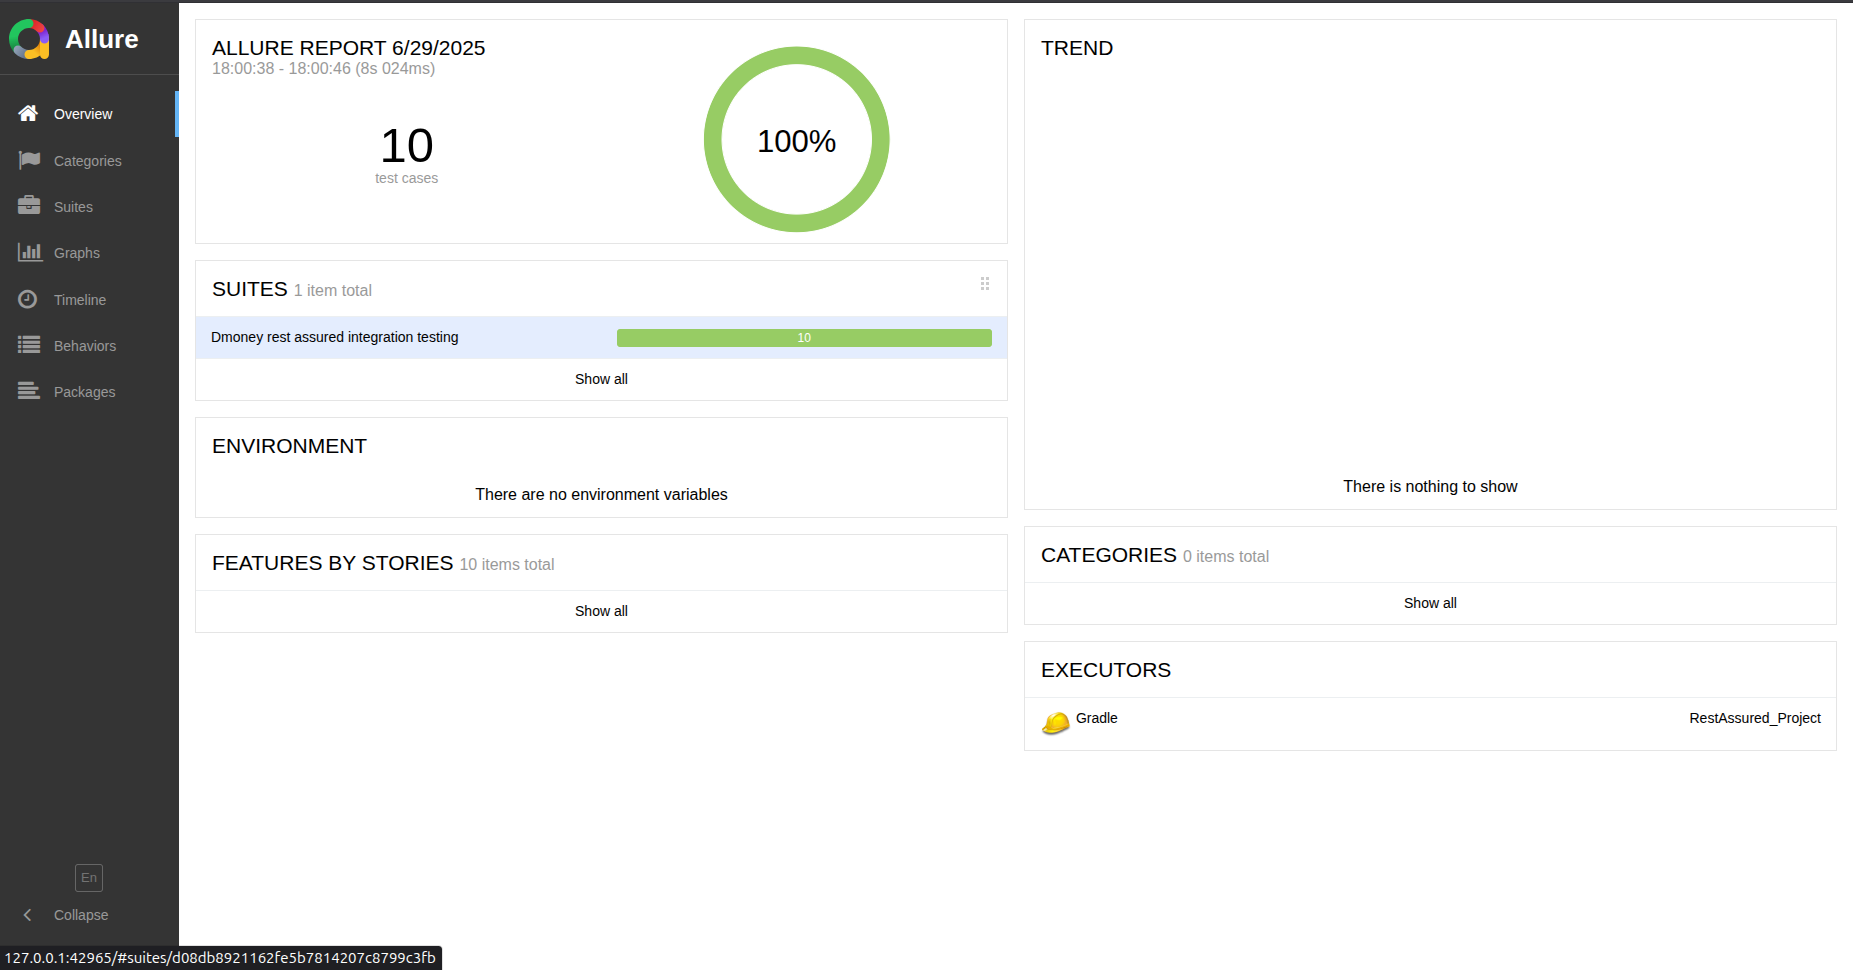 Allure
Overview
Categories
Suites
Graphs
Timeline
Behaviors
Packages
En
Collapse
ALLURE REPORT 6/29/2025
18:00:38 - 18:00:46 (8s 024ms)
10
test cases
100%
SUITES 1 item total
Dmoney rest assured integration testing
10
Show all
ENVIRONMENT
There are no environment variables
FEATURES BY STORIES 10 items total
Show all
TREND
There is nothing to show
CATEGORIES 0 items total
Show all
EXECUTORS
Gradle
RestAssured_Project
127.0.0.1:42965/#suites/d08db8921162fe5b7814207c8799c3fb